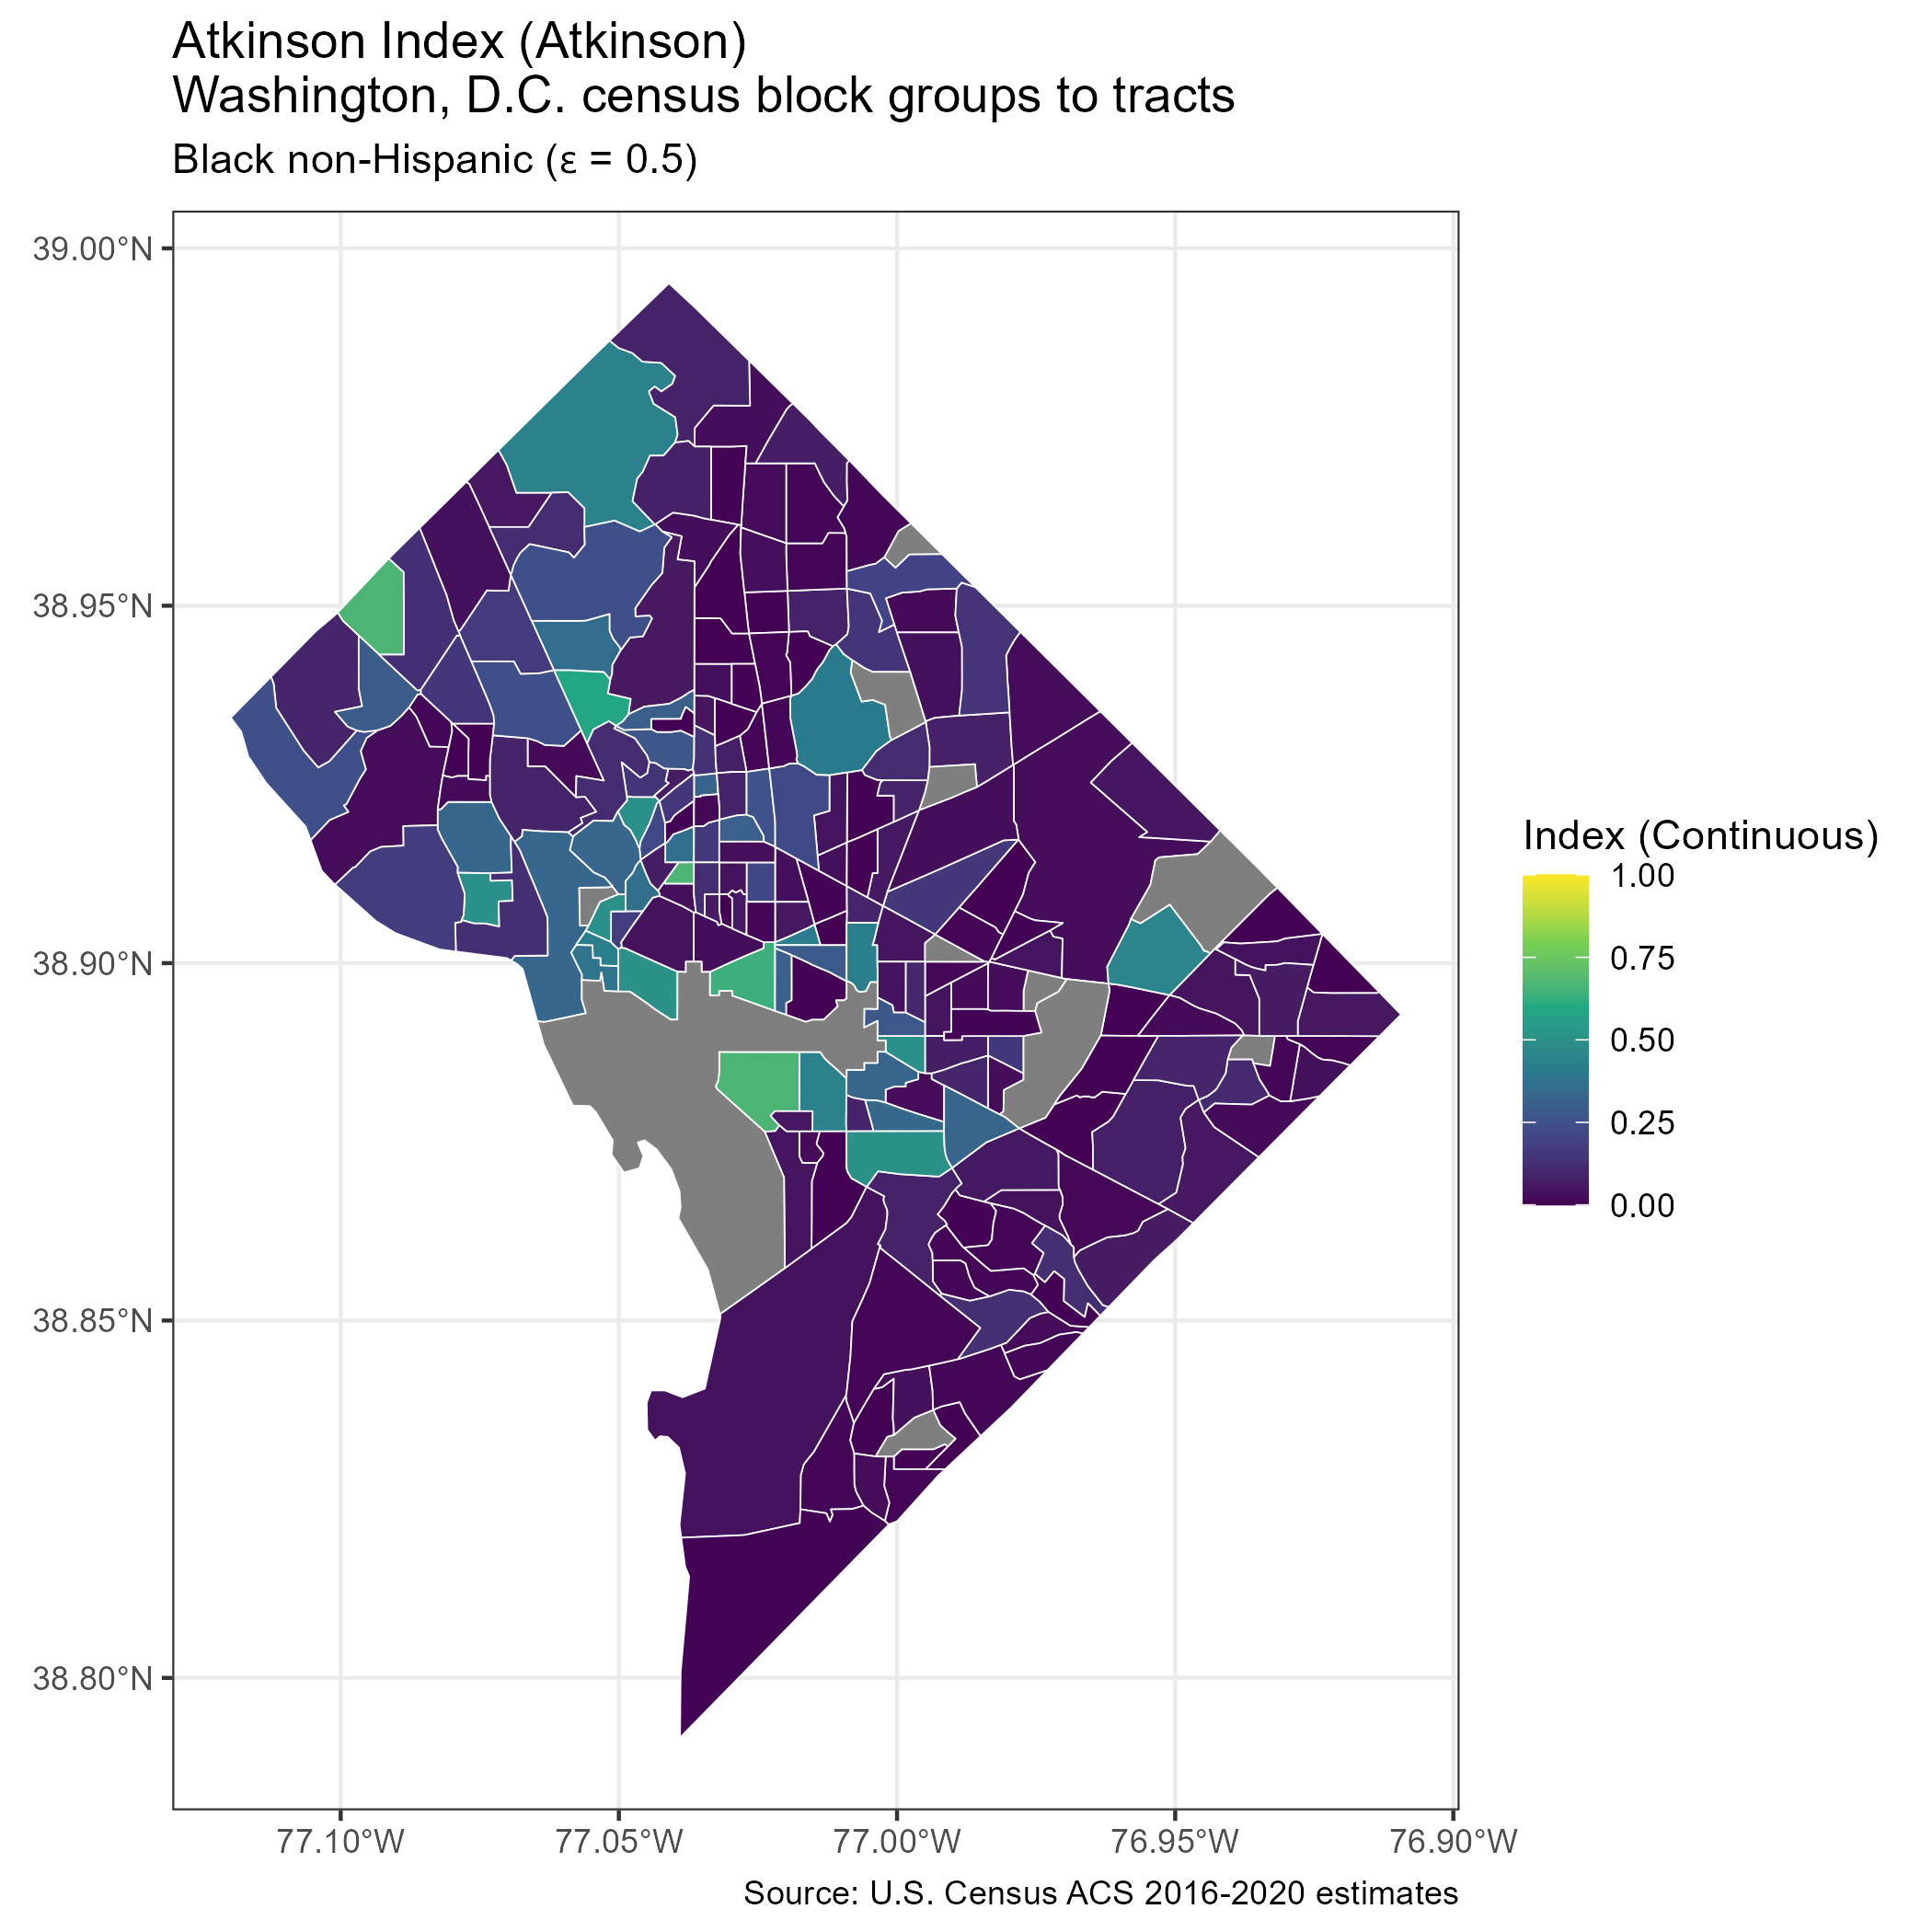 Atkinson Index (Atkinson)
Washington, D.C. census block groups to tracts
Black non-Hispanic (ε = 0.5)
39.00°N
38.95°N
38.90°N
38.85°N
38.80°N
77.10°W
77.05°W
77.00°W
76.95°W
76.90°W
Index (Continuous)
1.00
0.75
0.50
0.25
0.00
Source: U.S. Census ACS 2016-2020 estimates